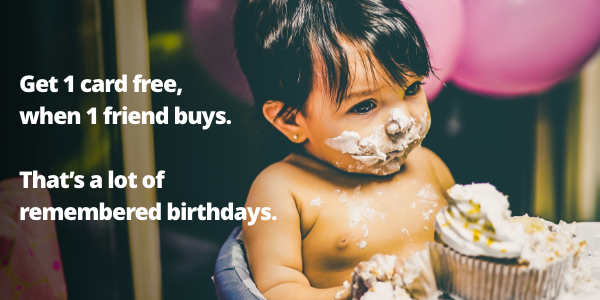 Get 1 card free,
when 1 friend buys.
That’s a lot of
remembered birthdays.